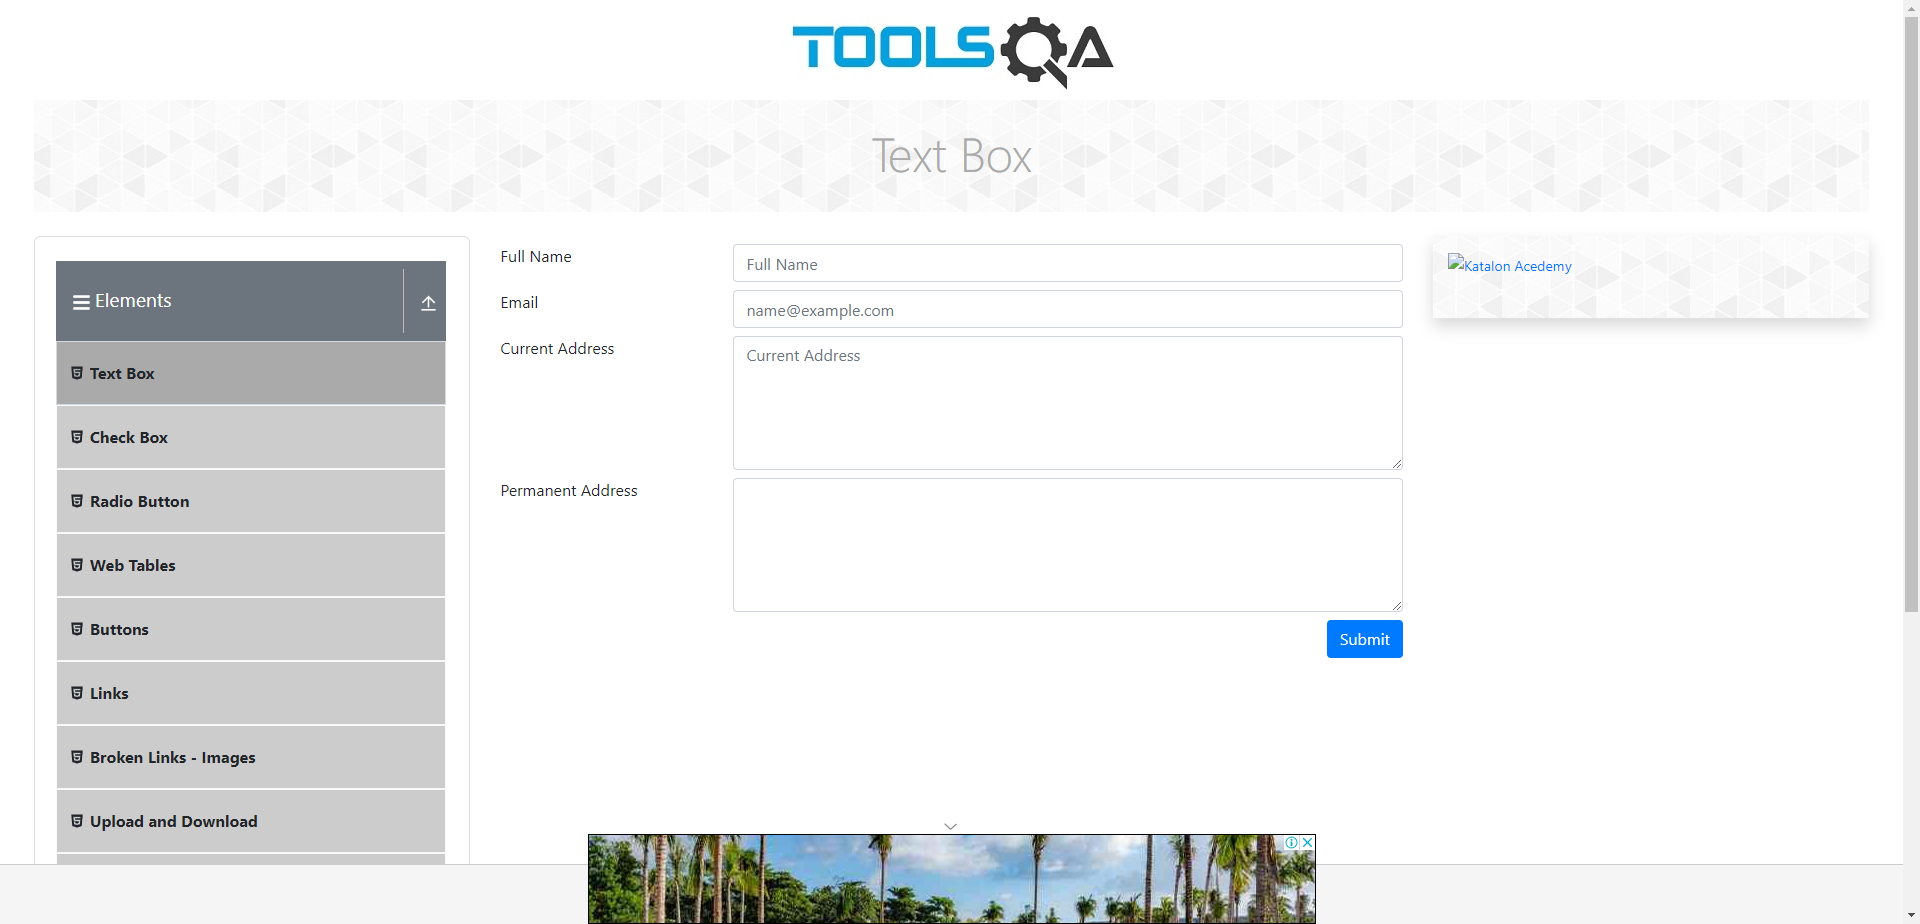 TOOLSQA
Text Box
Elements
Text Box
Check Box
Radio Button
Web Tables
Buttons
Links
Broken Links - Images
Upload and Download
Full Name
Full Name
Email
name@example.com
Current Address
Current Address
Permanent Address
Submit
Katalon Acedemy